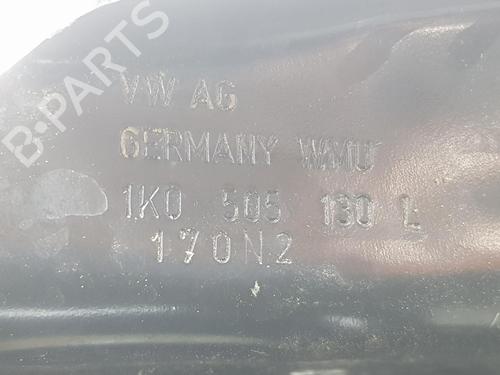 B-PARTS
VW AG
GERMANY WMU
1K0 505 130 L
170N2